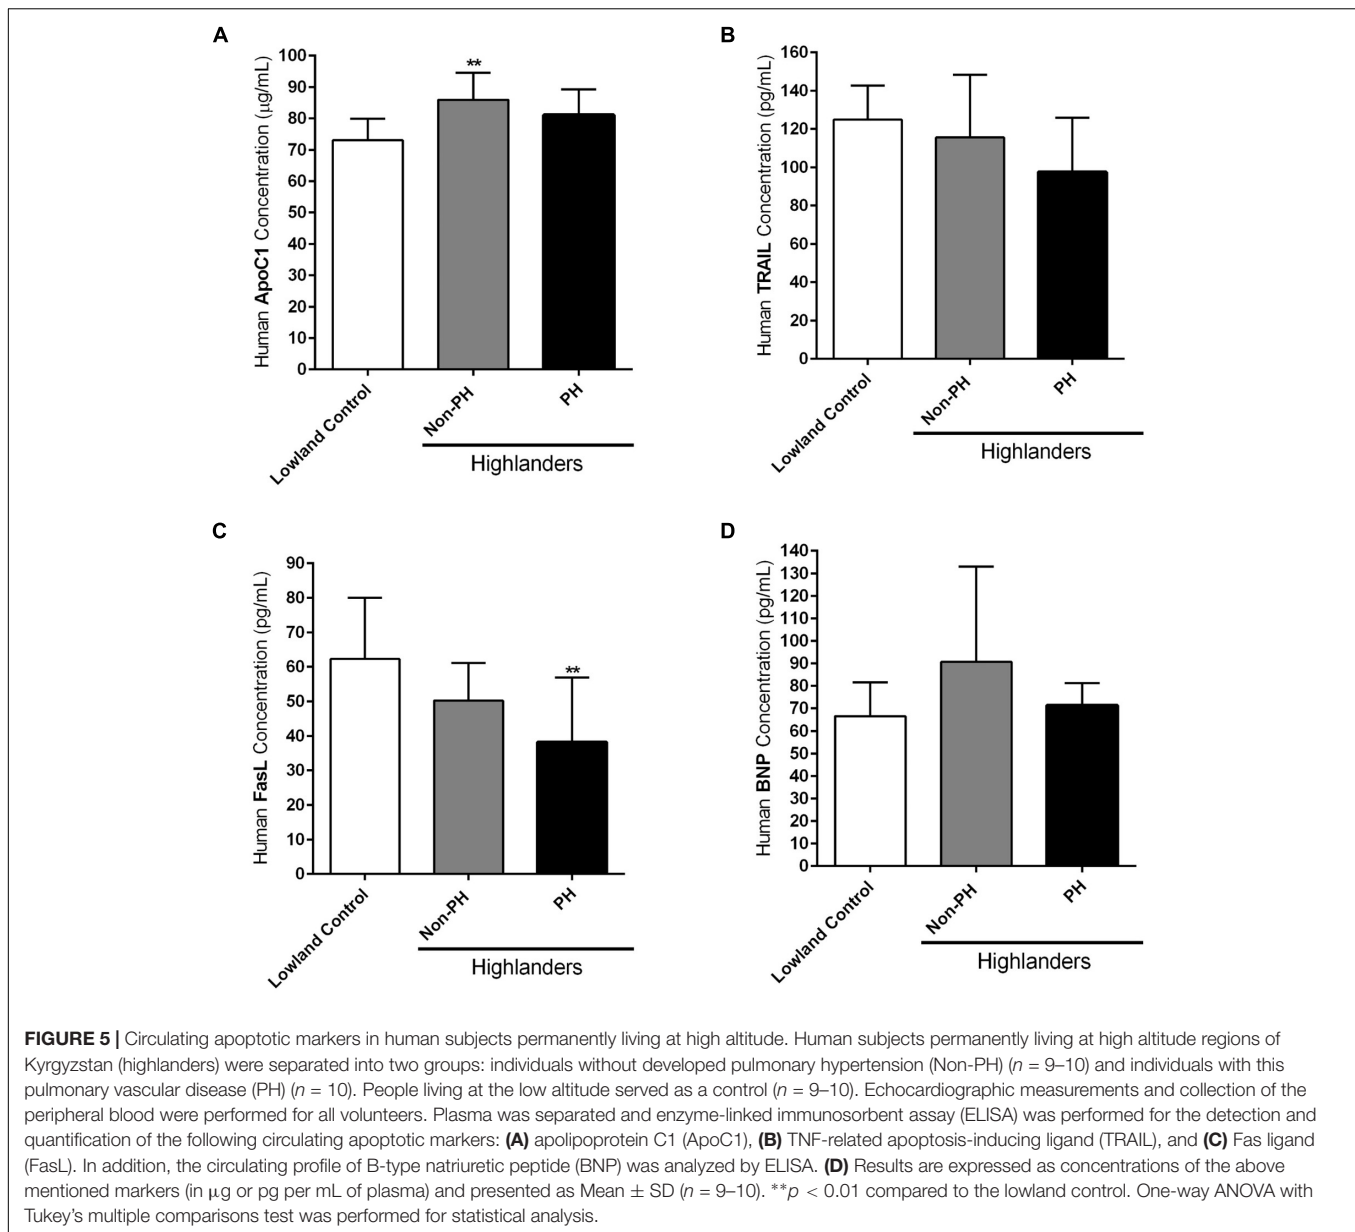 A
Human ApoC1 Concentration (μg/mL)
100
90
80
70
60
50
40
30
20
10
0
**
Lowland Control
Non-PH
PH
Highlanders
B
Human TRAIL Concentration (pg/mL)
160
140
120
100
80
60
40
20
0
Lowland Control
Non-PH
PH
Highlanders
C
Human FasL Concentration (pg/mL)
90
80
70
60
50
40
30
20
10
0
**
Lowland Control
Non-PH
PH
Highlanders
D
Human BNP Concentration (pg/mL)
140
130
120
110
100
90
80
70
60
50
40
30
20
10
0
Lowland Control
Non-PH
PH
Highlanders
FIGURE 5 | Circulating apoptotic markers in human subjects permanently living at high altitude. Human subjects permanently living at high altitude regions of
Kyrgyzstan (highlanders) were separated into two groups: individuals without developed pulmonary hypertension (Non-PH) (n = 9–10) and individuals with this
pulmonary vascular disease (PH) (n = 10). People living at the low altitude served as a control (n = 9–10). Echocardiographic measurements and collection of the
peripheral blood were performed for all volunteers. Plasma was separated and enzyme-linked immunosorbent assay (ELISA) was performed for the detection and
quantification of the following circulating apoptotic markers: (A) apolipoprotein C1 (ApoC1), (B) TNF-related apoptosis-inducing ligand (TRAIL), and (C) Fas ligand
(FasL). In addition, the circulating profile of B-type natriuretic peptide (BNP) was analyzed by ELISA. (D) Results are expressed as concentrations of the above
mentioned markers (in μg or pg per mL of plasma) and presented as Mean ± SD (n = 9–10). **p < 0.01 compared to the lowland control. One-way ANOVA with
Tukey's multiple comparisons test was performed for statistical analysis.